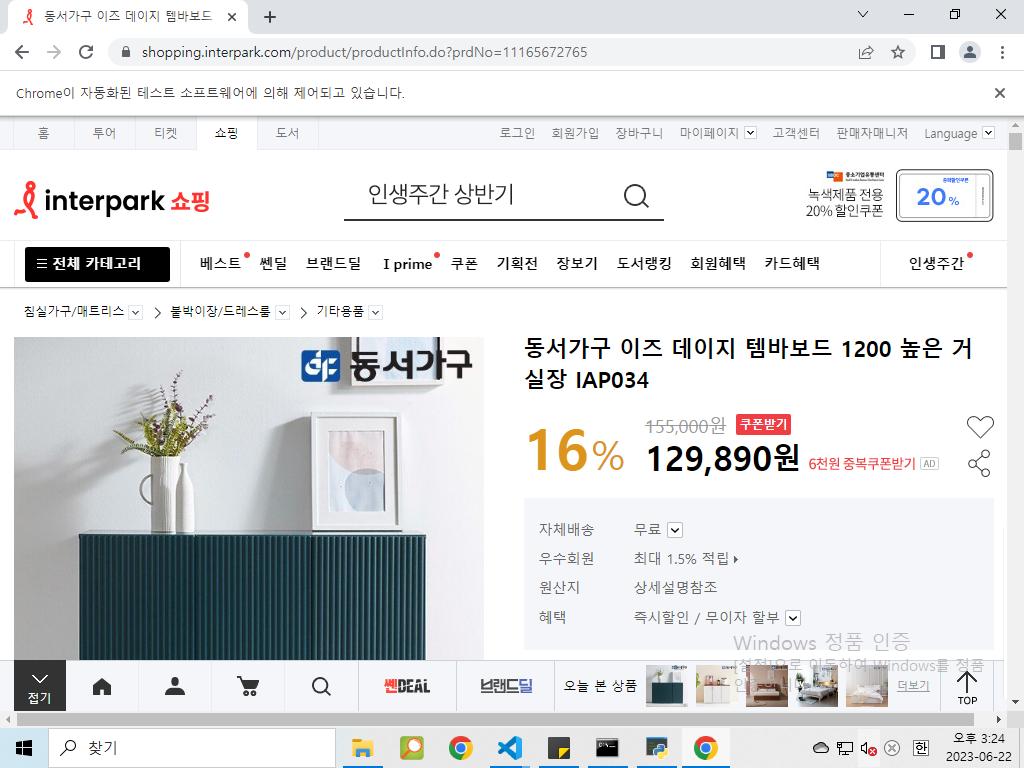 동서가구 이즈 데이지 템바보드
shopping.interpark.com/product/productInfo.do?prdNo=11165672765
Chrome이 자동화된 테스트 소프트웨어에 의해 제어되고 있습니다.
홈 투어 티켓 쇼핑 도서 로그인 회원가입 장바구니 마이페이지 고객센터 판매자매니저 Language
interpark 쇼핑 인생주간 상반기
중소기업유통센터
녹색제품 전용
20% 할인쿠폰
중복할인쿠폰
20%
전체 카테고리 베스트 쎈딜 브랜드딜 I prime 쿠폰 기획전 장보기 도서랭킹 회원혜택 카드혜택 인생주간
침실가구/매트리스 붙박이장/드레스룸 기타용품
동서가구
동서가구 이즈 데이지 템바보드 1200 높은 거
실장 IAP034
155,000원 쿠폰받기
16% 129,890원 6천원 중복쿠폰받기 AD
자체배송 무료
우수회원 최대 1.5% 적립
원산지 상세설명참조
혜택 즉시할인 / 무이자 할부
Windows 정품 인증
[설정]으로 이동하여 Windows를 정품
접기 쎈DEAL 브랜드딜 오늘 본 상품 더보기 TOP
찾기 한 오후 3:24
2023-06-22